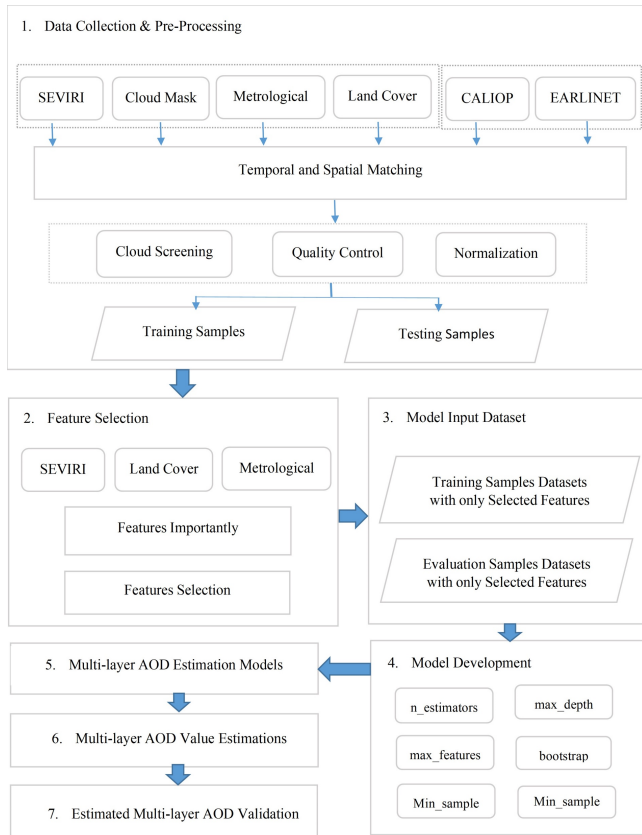 1. Data Collection & Pre-Processing
SEVIRI
Cloud Mask
Metrological
Land Cover
CALIOP
EARLINET
Temporal and Spatial Matching
Cloud Screening
Quality Control
Normalization
Training Samples
Testing Samples
2. Feature Selection
SEVIRI
Land Cover
Metrological
Features Importantly
Features Selection
3. Model Input Dataset
Training Samples Datasets
with only Selected Features
Evaluation Samples Datasets
with only Selected Features
4. Model Development
n_estimators
max_depth
max_features
bootstrap
Min_sample
Min_sample
5. Multi-layer AOD Estimation Models
6. Multi-layer AOD Value Estimations
7. Estimated Multi-layer AOD Validation